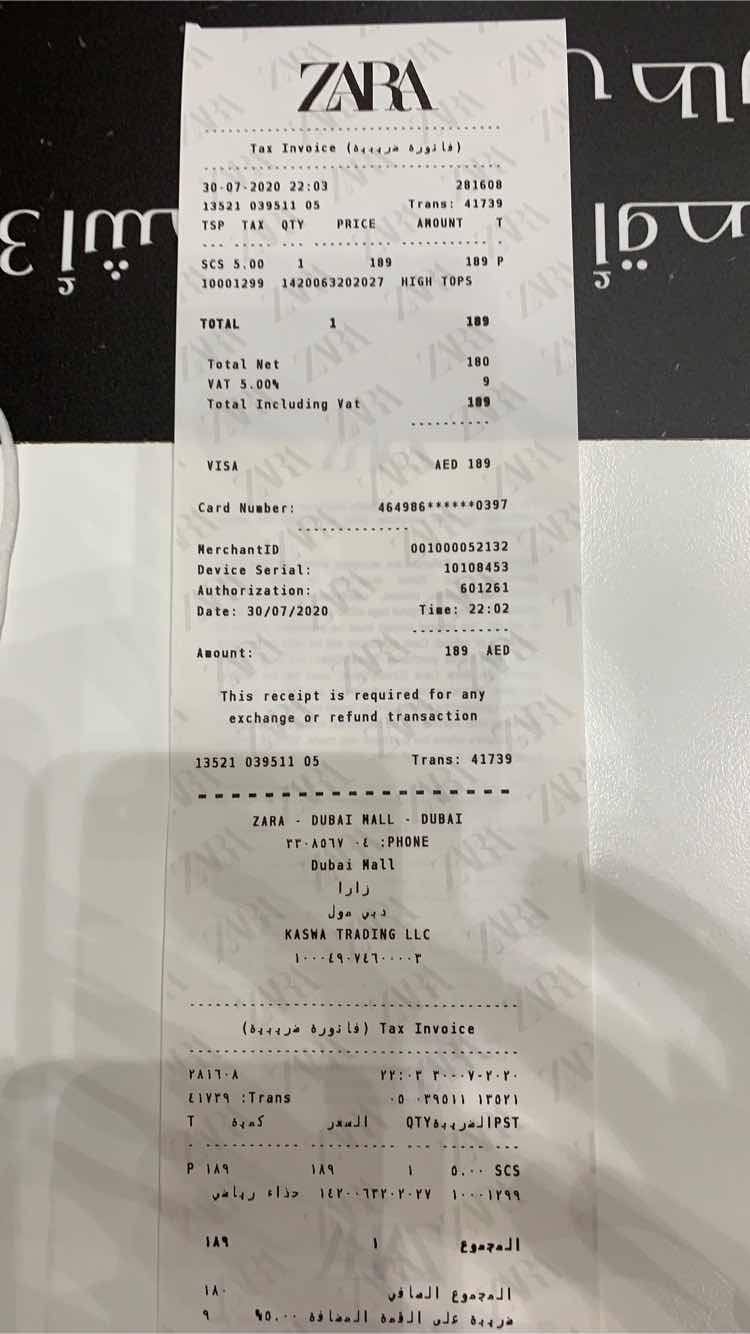 ZARA
Tax Invoice (فاتورة ضريبية)
30-07-2020 22:03 281608
13521 039511 05 Trans: 41739
TSP TAX QTY PRICE AMOUNT T
SCS 5.00 1 189 189 P
10001299 1420063202027 HIGH TOPS
TOTAL 1 189
Total Net 180
VAT 5.00% 9
Total Including Vat 189
VISA AED 189
Card Number: 464986******0397
MerchantID 001000052132
Device Serial: 10108453
Authorization: 601261
Date: 30/07/2020 Time: 22:02
Amount: 189 AED
This receipt is required for any
exchange or refund transaction
13521 039511 05 Trans: 41739
ZARA - DUBAI MALL - DUBAI
٣٣٠٨٥٦٧ ٠٤ :PHONE
Dubai Mall
زارا
دبي مول
KASWA TRADING LLC
١٠٠٠٤٩٠٧٤٦٠٠٠٠٣
(فاتورة ضريبية) Tax Invoice
٢٨١٦٠٨ ٢٢:٠٣ ٣٠-٠٧-٢٠٢٠
٤١٧٣٩ :Trans ٠٥ ٠٣٩٥١١ ١٣٥٢١
T كمية السعر QTYالضريبةPST
P ١٨٩ ١٨٩ ١ ٥.٠٠ SCS
حذاء رياضي ١٤٢٠٠٦٣٢٠٢٠٢٧ ١٠٠٠١٢٩٩
١٨٩ ١ المجموع
١٨٠ المجموع الصافي
٩ ضريبة على القمة المضافة ٥.٠٠%